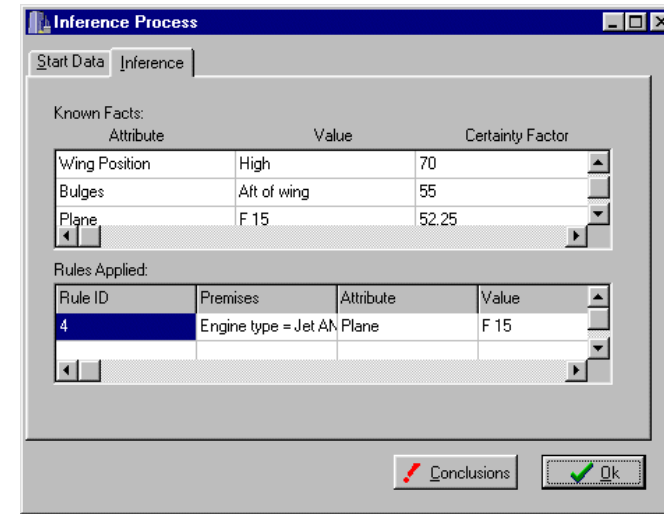 Inference Process
Start Data Inference
Known Facts:
Attribute Value Certainty Factor
Wing Position High 70
Bulges Aft of wing 55
Plane F 15 52.25
Rules Applied:
Rule ID Premises Attribute Value
4 Engine type = Jet AN Plane F 15
Conclusions Ok